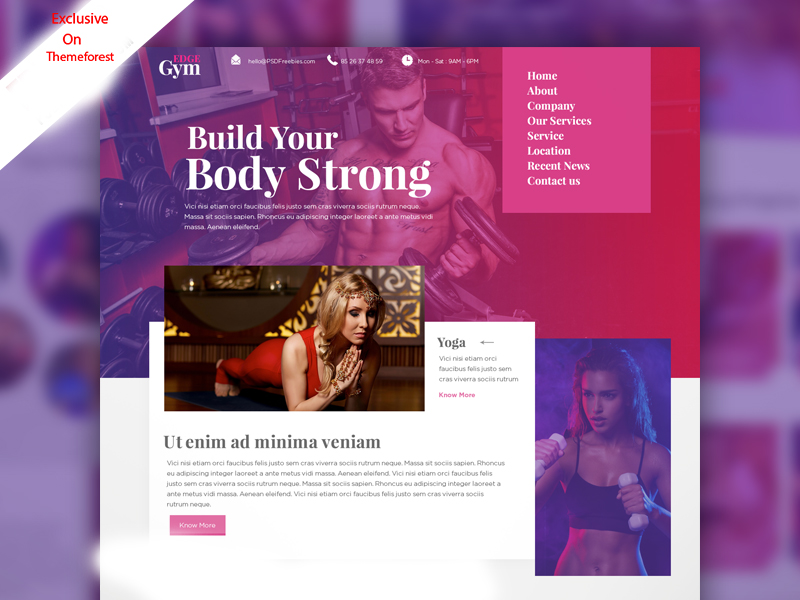 Exclusive
On
Themeforest
EDGE
Gym
hello@PSDFreebies.com
85 26 37 48 59
Mon - Sat : 9AM - 6PM
Home
About
Company
Our Services
Service
Location
Recent News
Contact us
Build Your
Body Strong
Vici nisi etiam orci faucibus felis justo sem cras viverra sociis rutrum neque.
Massa sit sociis sapien. Rhoncus eu adipiscing integer laoreet a ante metus vidi
massa. Aenean eleifend.
Yoga
Vici nisi etiam orci
faucibus felis justo sem
cras viverra sociis rutrum
Know More
Ut enim ad minima veniam
Vici nisi etiam orci faucibus felis justo sem cras viverra sociis rutrum neque. Massa sit sociis sapien. Rhoncus
eu adipiscing integer laoreet a ante metus vidi massa. Aenean eleifend. Vici nisi etiam orci faucibus felis
justo sem cras viverra sociis rutrum neque. Massa sit sociis sapien. Rhoncus eu adipiscing integer laoreet a
ante metus vidi massa. Aenean eleifend. Vici nisi etiam orci faucibus felis justo sem cras viverra sociis
rutrum neque.
Know More